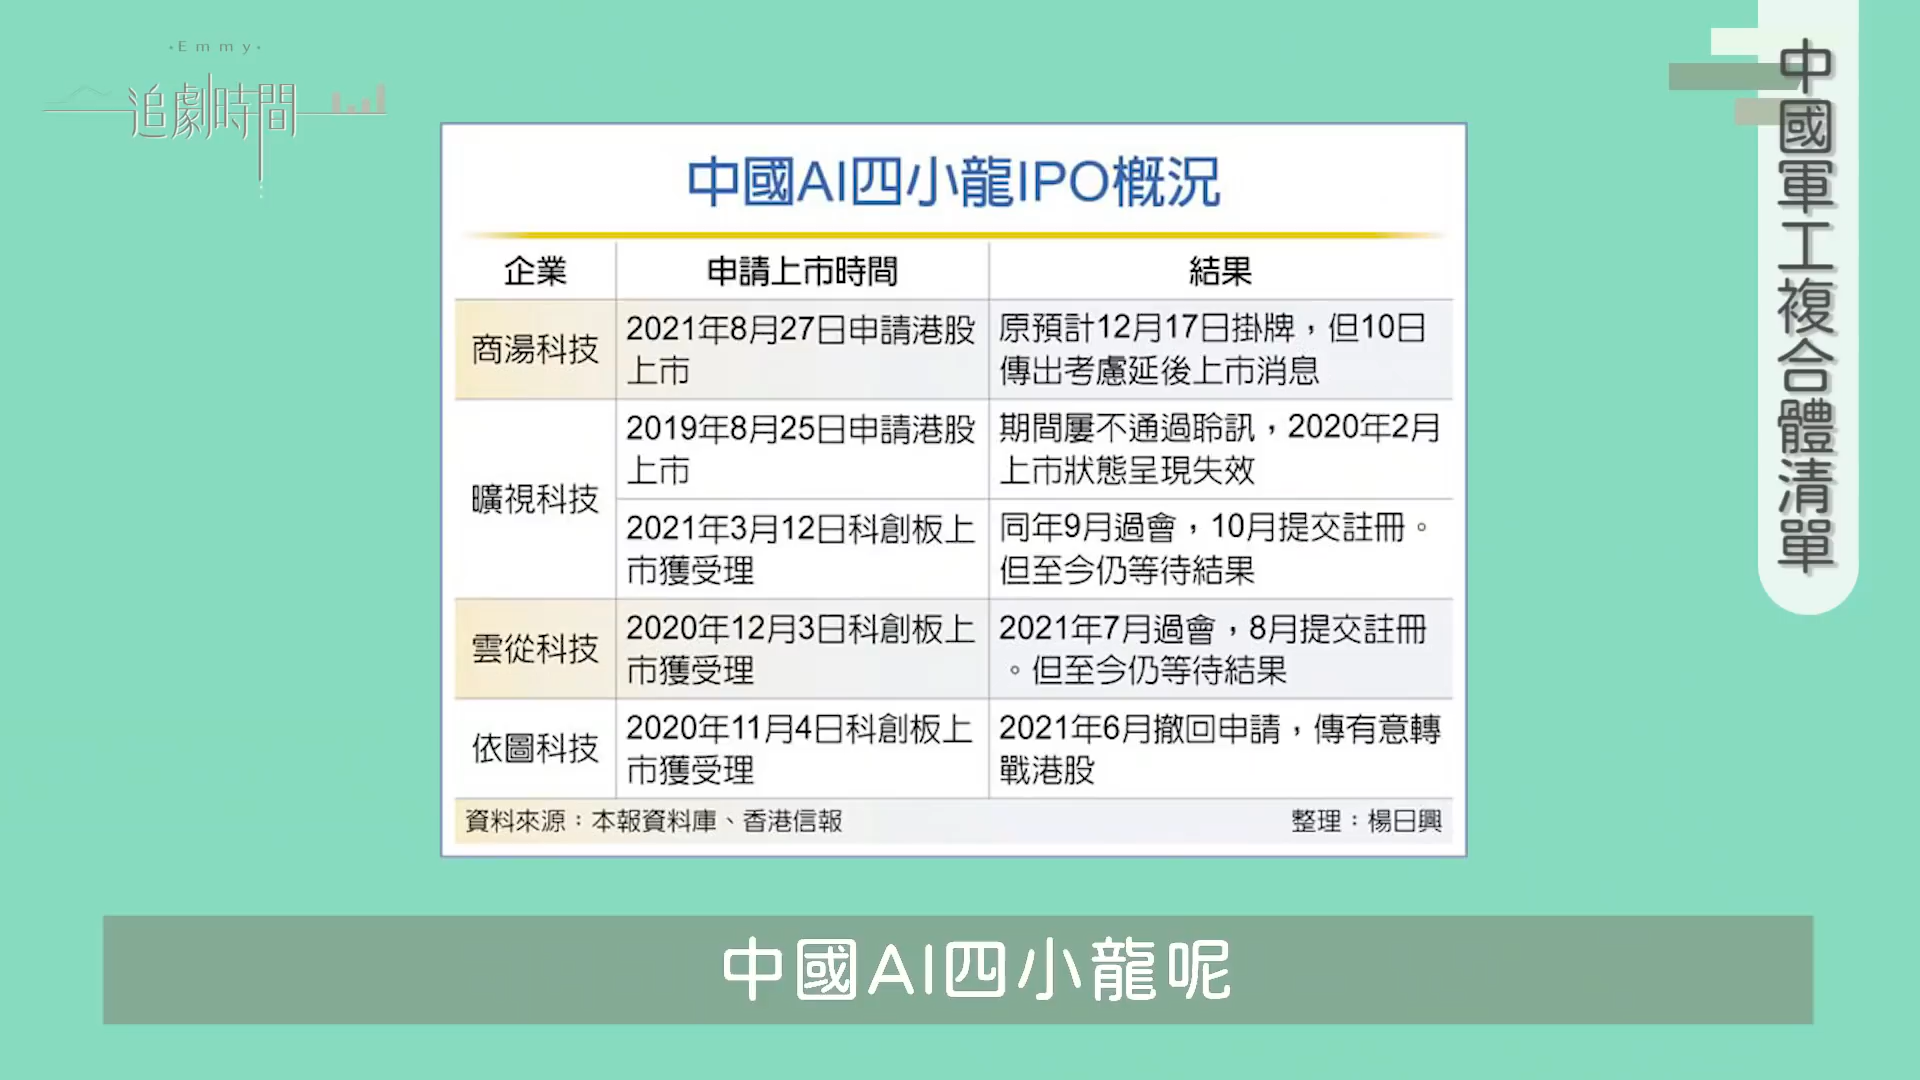 ·Emmy·
追劇時間
中國軍工複合體清單
中國AI四小龍IPO概況
企業
申請上市時間
結果
商湯科技
2021年8月27日申請港股
上市
原預計12月17日掛牌，但10日
傳出考慮延後上市消息
曠視科技
2019年8月25日申請港股
上市
期間屢不通過聆訊，2020年2月
上市狀態呈現失效
2021年3月12日科創板上
市獲受理
同年9月過會，10月提交註冊。
但至今仍等待結果
雲從科技
2020年12月3日科創板上
市獲受理
2021年7月過會，8月提交註冊
。但至今仍等待結果
依圖科技
2020年11月4日科創板上
市獲受理
2021年6月撤回申請，傳有意轉
戰港股
資料來源：本報資料庫、香港信報
整理：楊日興
中國AI四小龍呢